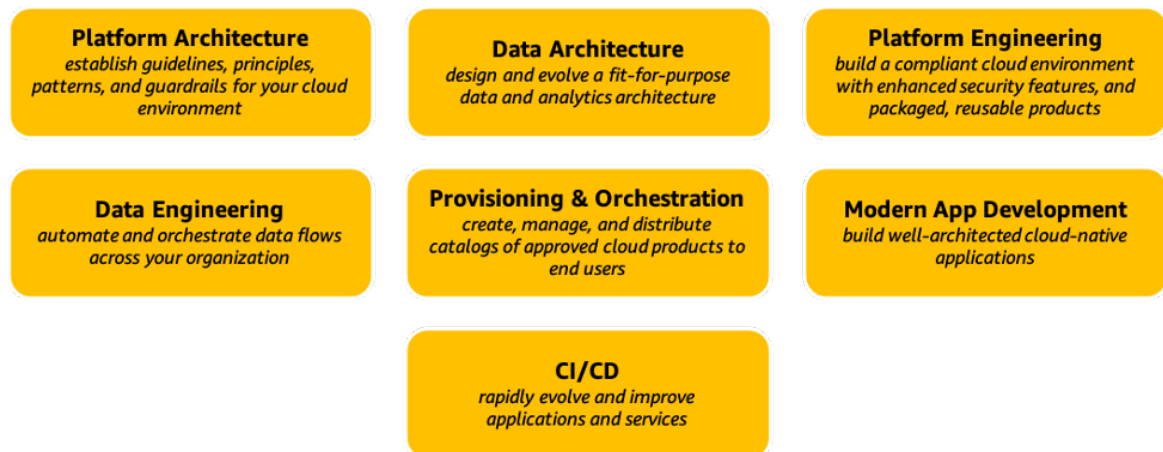 Platform Architecture
establish guidelines, principles,
patterns, and guardrails for your cloud
environment
Data Architecture
design and evolve a fit-for-purpose
data and analytics architecture
Platform Engineering
build a compliant cloud environment
with enhanced security features, and
packaged, reusable products
Data Engineering
automate and orchestrate data flows
across your organization
Provisioning & Orchestration
create, manage, and distribute
catalogs of approved cloud products to
end users
Modern App Development
build well-architected cloud-native
applications
CI/CD
rapidly evolve and improve
applications and services